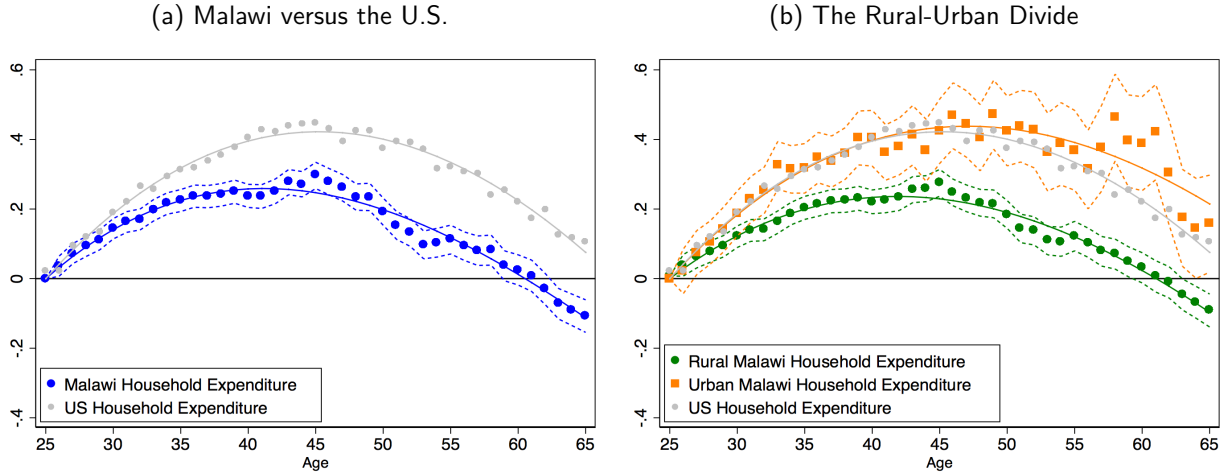 (a) Malawi versus the U.S.
.6
.4
.2
0
-.2
-.4
Malawi Household Expenditure
US Household Expenditure
25 30 35 40 45 50 55 60 65
Age
(b) The Rural-Urban Divide
.6
.4
.2
0
-.2
-.4
Rural Malawi Household Expenditure
Urban Malawi Household Expenditure
US Household Expenditure
25 30 35 40 45 50 55 60 65
Age